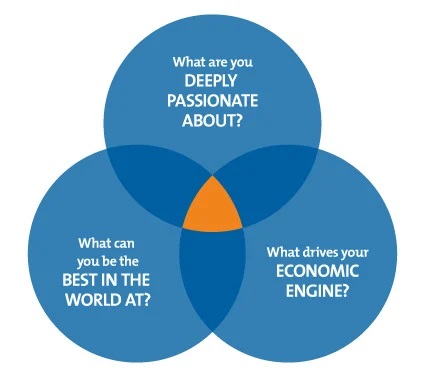 What are you
DEEPLY
PASSIONATE
ABOUT?
What can
you be the
BEST IN THE
WORLD AT?
What drives your
ECONOMIC
ENGINE?